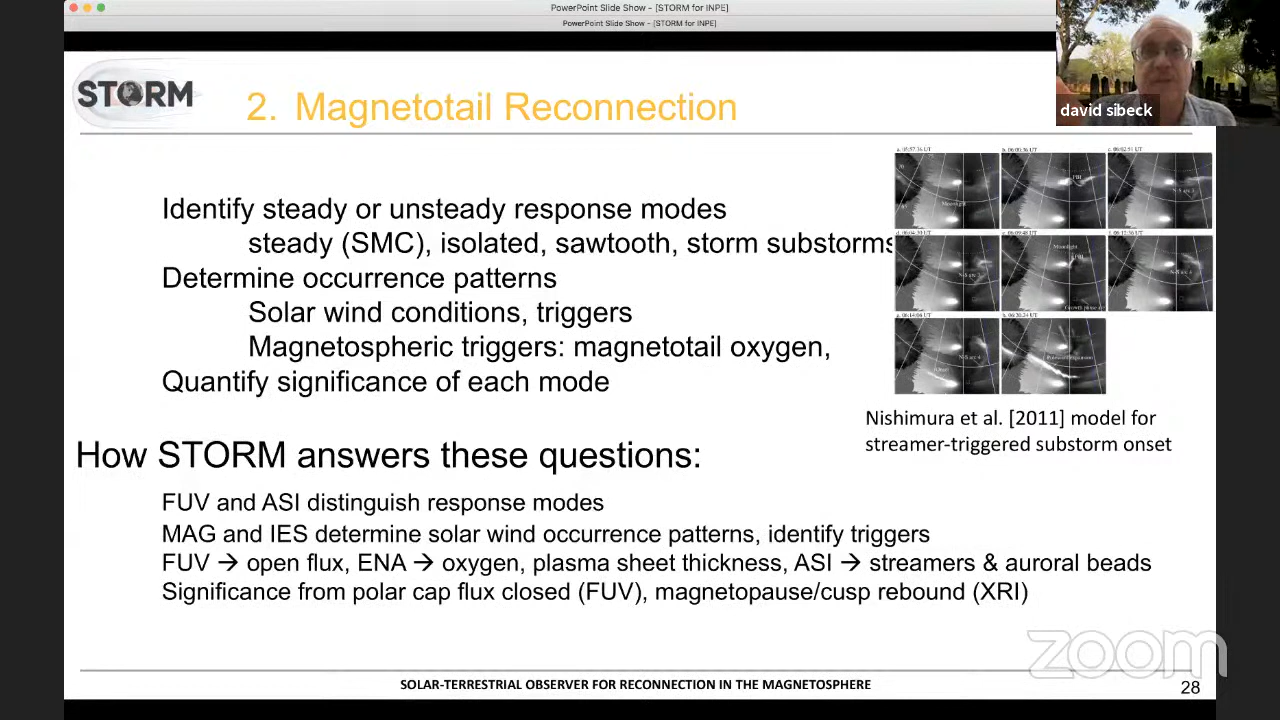 PowerPoint Slide Show - [STORM for INPE]
PowerPoint Slide Show - [STORM for INPE]
david sibeck
STORM
2. Magnetotail Reconnection
Identify steady or unsteady response modes
steady (SMC), isolated, sawtooth, storm substorms
Determine occurrence patterns
Solar wind conditions, triggers
Magnetospheric triggers: magnetotail oxygen,
Quantify significance of each mode
Nishimura et al. [2011] model for
streamer-triggered substorm onset
How STORM answers these questions:
FUV and ASI distinguish response modes
MAG and IES determine solar wind occurrence patterns, identify triggers
FUV → open flux, ENA → oxygen, plasma sheet thickness, ASI → streamers & auroral beads
Significance from polar cap flux closed (FUV), magnetopause/cusp rebound (XRI)
zoom
SOLAR-TERRESTRIAL OBSERVER FOR RECONNECTION IN THE MAGNETOSPHERE
28